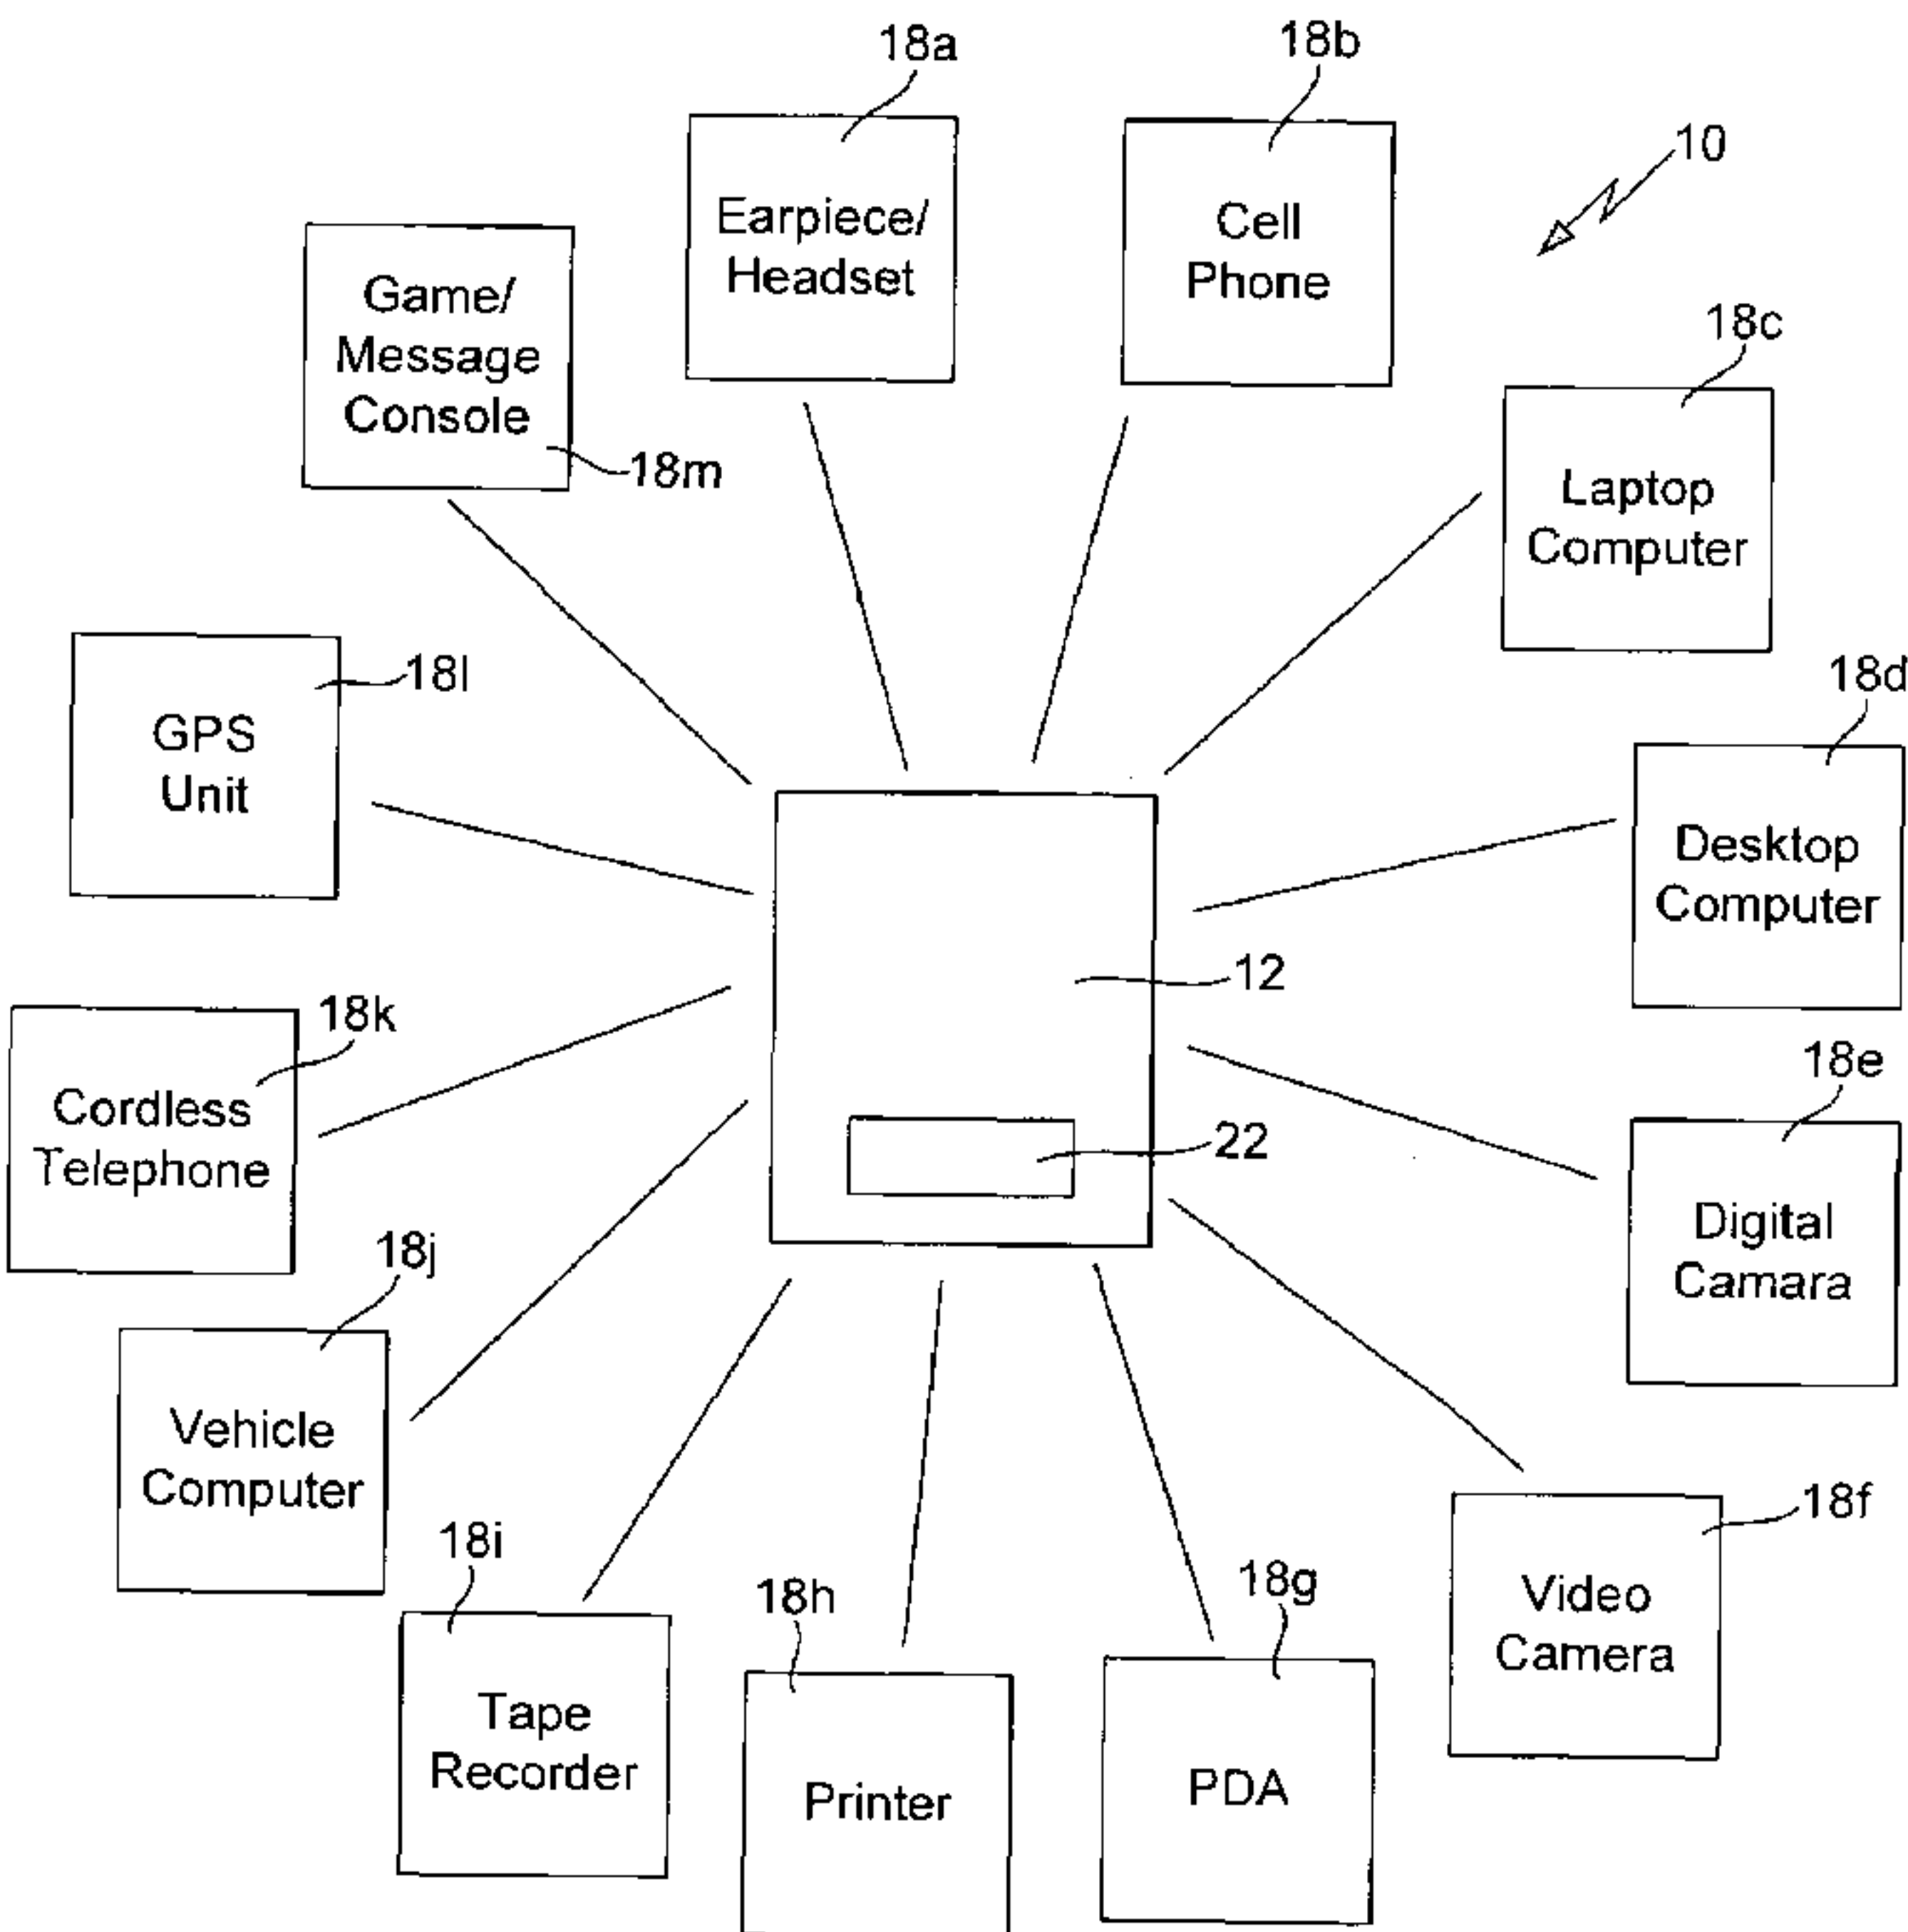 18a
18b
10
Earpiece/
Headset
Cell
Phone
Game/
Message
Console
18m
18c
Laptop
Computer
18l
GPS
Unit
18d
Desktop
Computer
12
18k
Cordless
Telephone
18e
Digital
Camara
22
18j
Vehicle
Computer
18f
Video
Camera
18i
Tape
Recorder
18h
Printer
18g
PDA